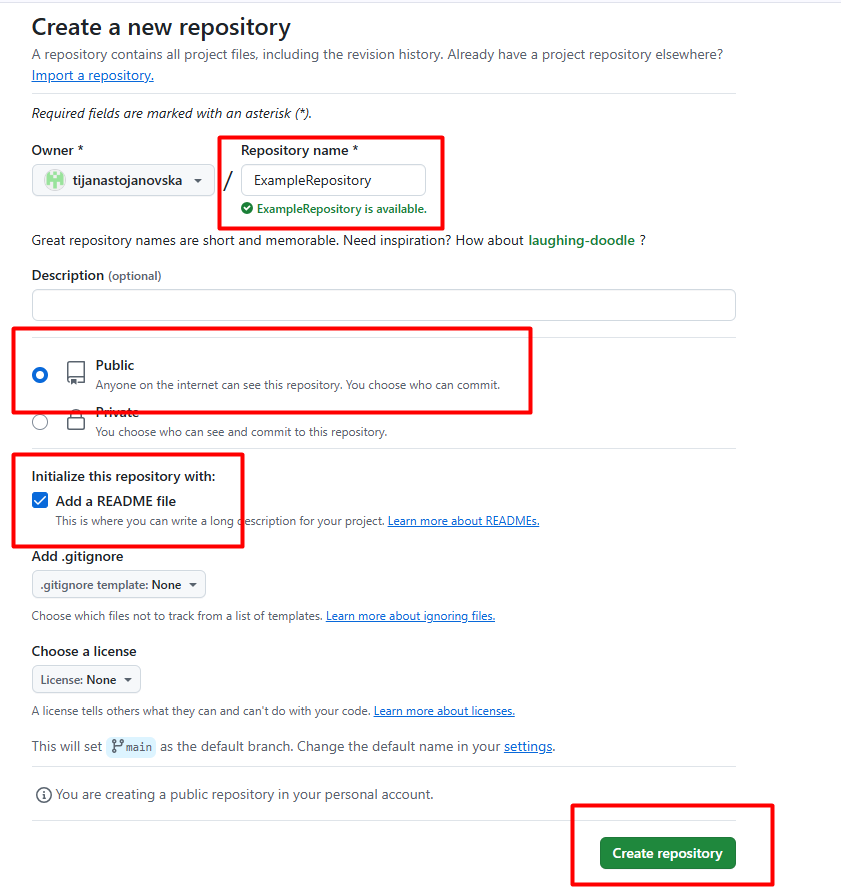 Create a new repository
A repository contains all project files, including the revision history. Already have a project repository elsewhere?
Import a repository.
Required fields are marked with an asterisk (*).
Owner *
Repository name *
tijanastojanovska
/
ExampleRepository
ExampleRepository is available.
Great repository names are short and memorable. Need inspiration? How about laughing-doodle ?
Description (optional)
Public
Anyone on the internet can see this repository. You choose who can commit.
Private
You choose who can see and commit to this repository.
Initialize this repository with:
Add a README file
This is where you can write a long description for your project. Learn more about READMEs.
Add .gitignore
.gitignore template: None
Choose which files not to track from a list of templates. Learn more about ignoring files.
Choose a license
License: None
A license tells others what they can and can't do with your code. Learn more about licenses.
This will set main as the default branch. Change the default name in your settings.
You are creating a public repository in your personal account.
Create repository